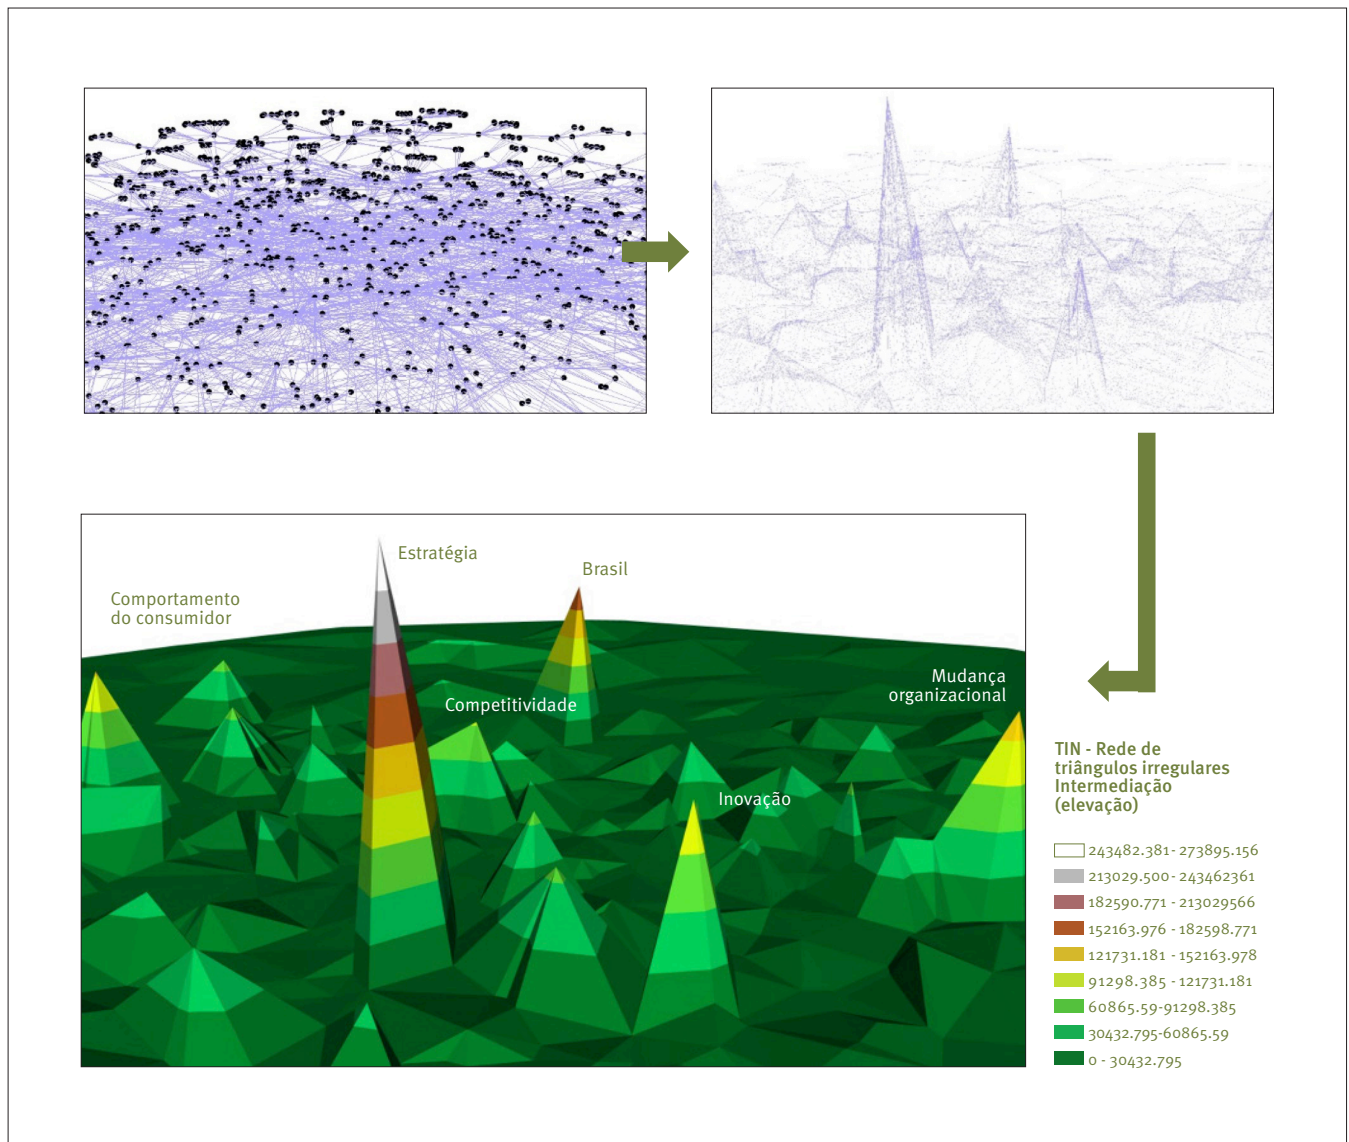 Estratégia
Brasil
Comportamento
do consumidor
Mudança
organizacional
Competitividade
Inovação
TIN - Rede de
triângulos irregulares
Intermediação
(elevação)
243482.381- 273895.156
213029.500- 243462361
182590.771 - 213029566
152163.976 - 182598.771
121731.181 - 152163.978
91298.385 - 121731.181
60865.59-91298.385
30432.795-60865.59
0 - 30432.795